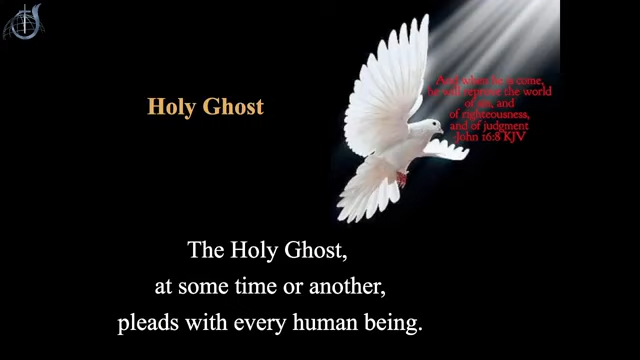 Holy Ghost
And when he is come,
he will reprove the world
of sin, and
of righteousness,
and of judgment
-John 16:8 KJV
The Holy Ghost,
at some time or another,
pleads with every human being.